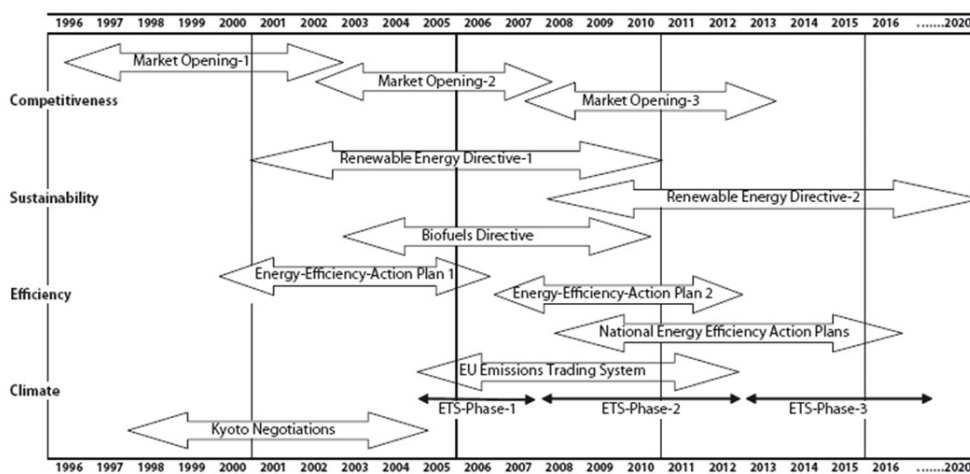 1996 1997 1998 1999 2000 2001 2002 2003 2004 2005 2006 2007 2008 2009 2010 2011 2012 2013 2014 2015 2016 .......2020
Market Opening-1
Market Opening-2
Competitiveness
Market Opening-3
Renewable Energy Directive-1
Sustainability
Renewable Energy Directive-2
Biofuels Directive
Energy-Efficiency-Action Plan 1
Efficiency
Energy-Efficiency-Action Plan 2
National Energy Efficiency Action Plans
EU Emissions Trading System
Climate
ETS-Phase-1 ETS-Phase-2 ETS-Phase-3
Kyoto Negotiations
1996 1997 1998 1999 2000 2001 2002 2003 2004 2005 2006 2007 2008 2009 2010 2011 2012 2013 2014 2015 2016 .......2020